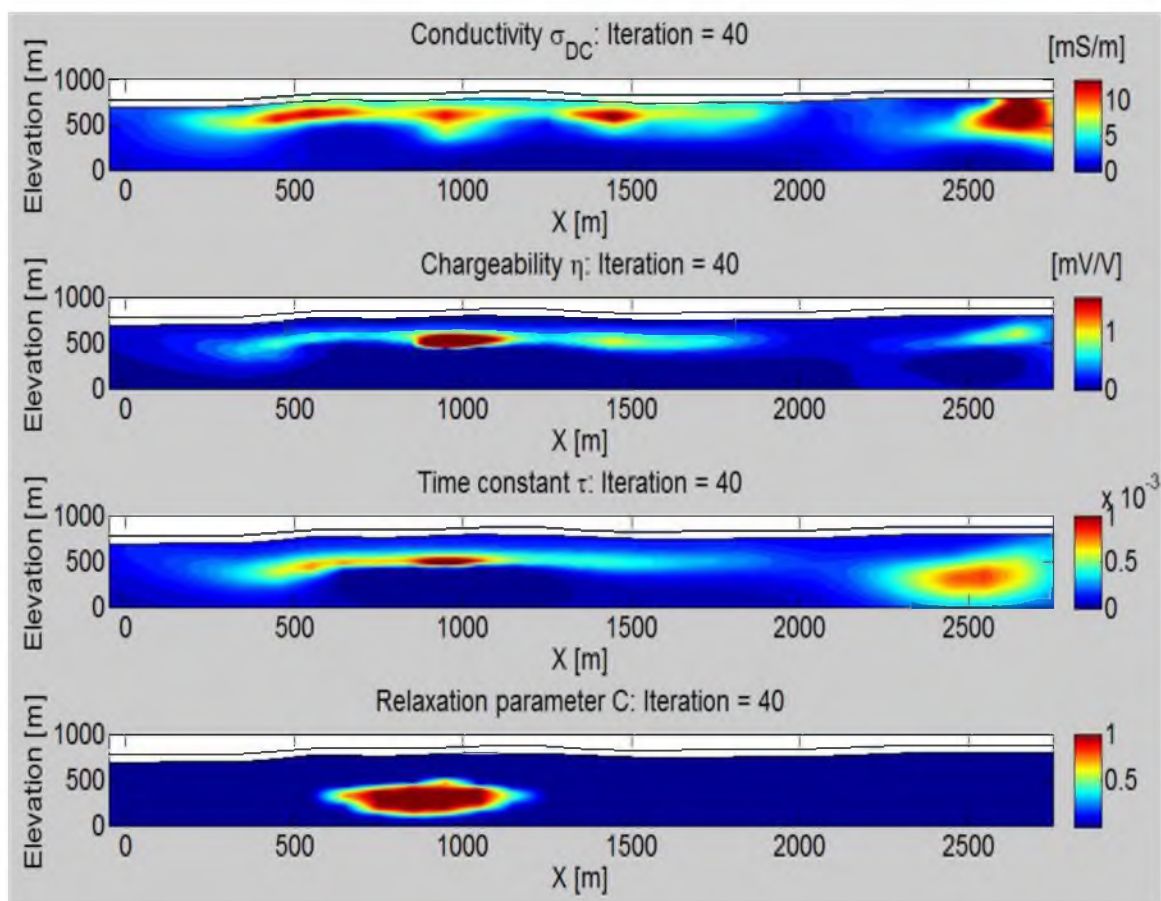 Conductivity σDC: Iteration = 40
[mS/m]
Elevation [m]
1000
500
0
10
5
0
0 500 1000 1500 2000 2500
X [m]
Chargeability η: Iteration = 40
[mV/V]
Elevation [m]
1000
500
0
1
0
0 500 1000 1500 2000 2500
X [m]
Time constant τ: Iteration = 40
x 10-3
Elevation [m]
1000
500
0
1
0.5
0
0 500 1000 1500 2000 2500
X [m]
Relaxation parameter C: Iteration = 40
Elevation [m]
1000
500
0
1
0.5
0 500 1000 1500 2000 2500
X [m]